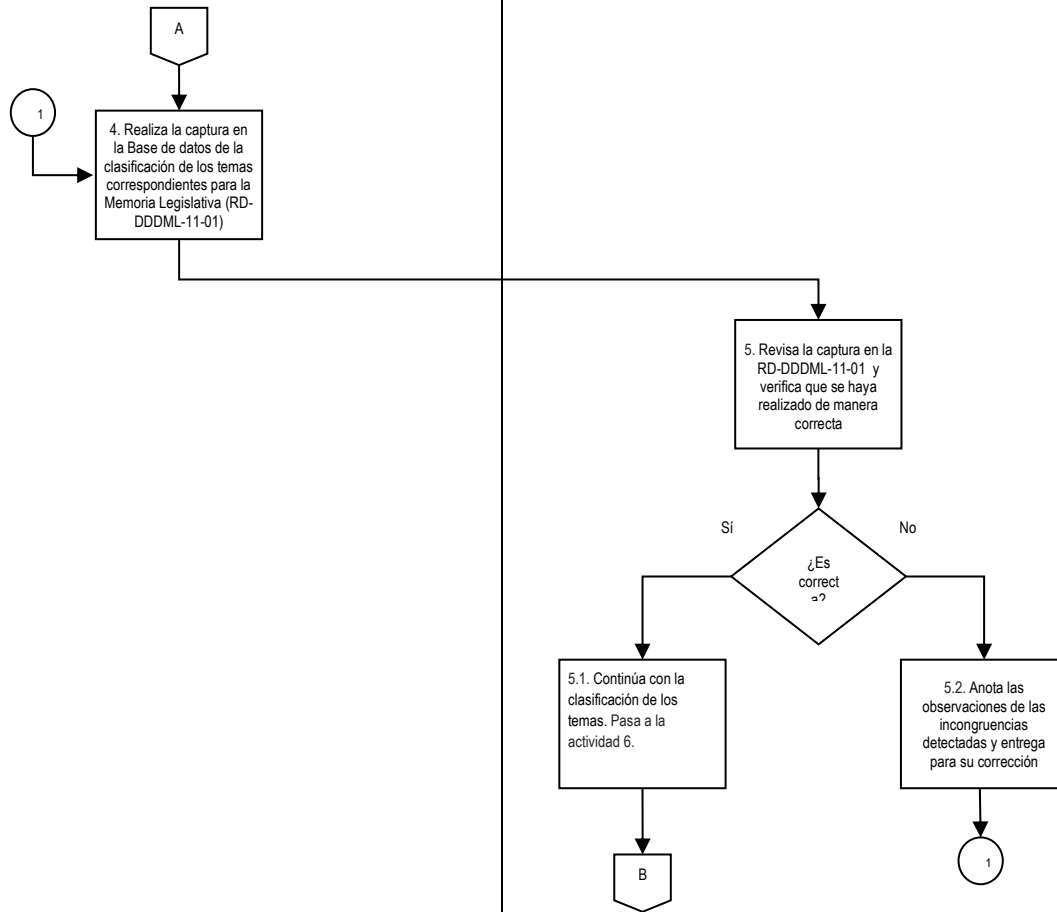 A
1
4. Realiza la captura en
la Base de datos de la
clasificación de los temas
correspondientes para la
Memoria Legislativa (RD-
DDDML-11-01)
5. Revisa la captura en la
RD-DDDML-11-01 y
verifica que se haya
realizado de manera
correcta
Sí
No
¿Es
correct
a?
5.1. Continúa con la
clasificación de los
temas. Pasa a la
actividad 6.
5.2. Anota las
observaciones de las
incongruencias
detectadas y entrega
para su corrección
B
1